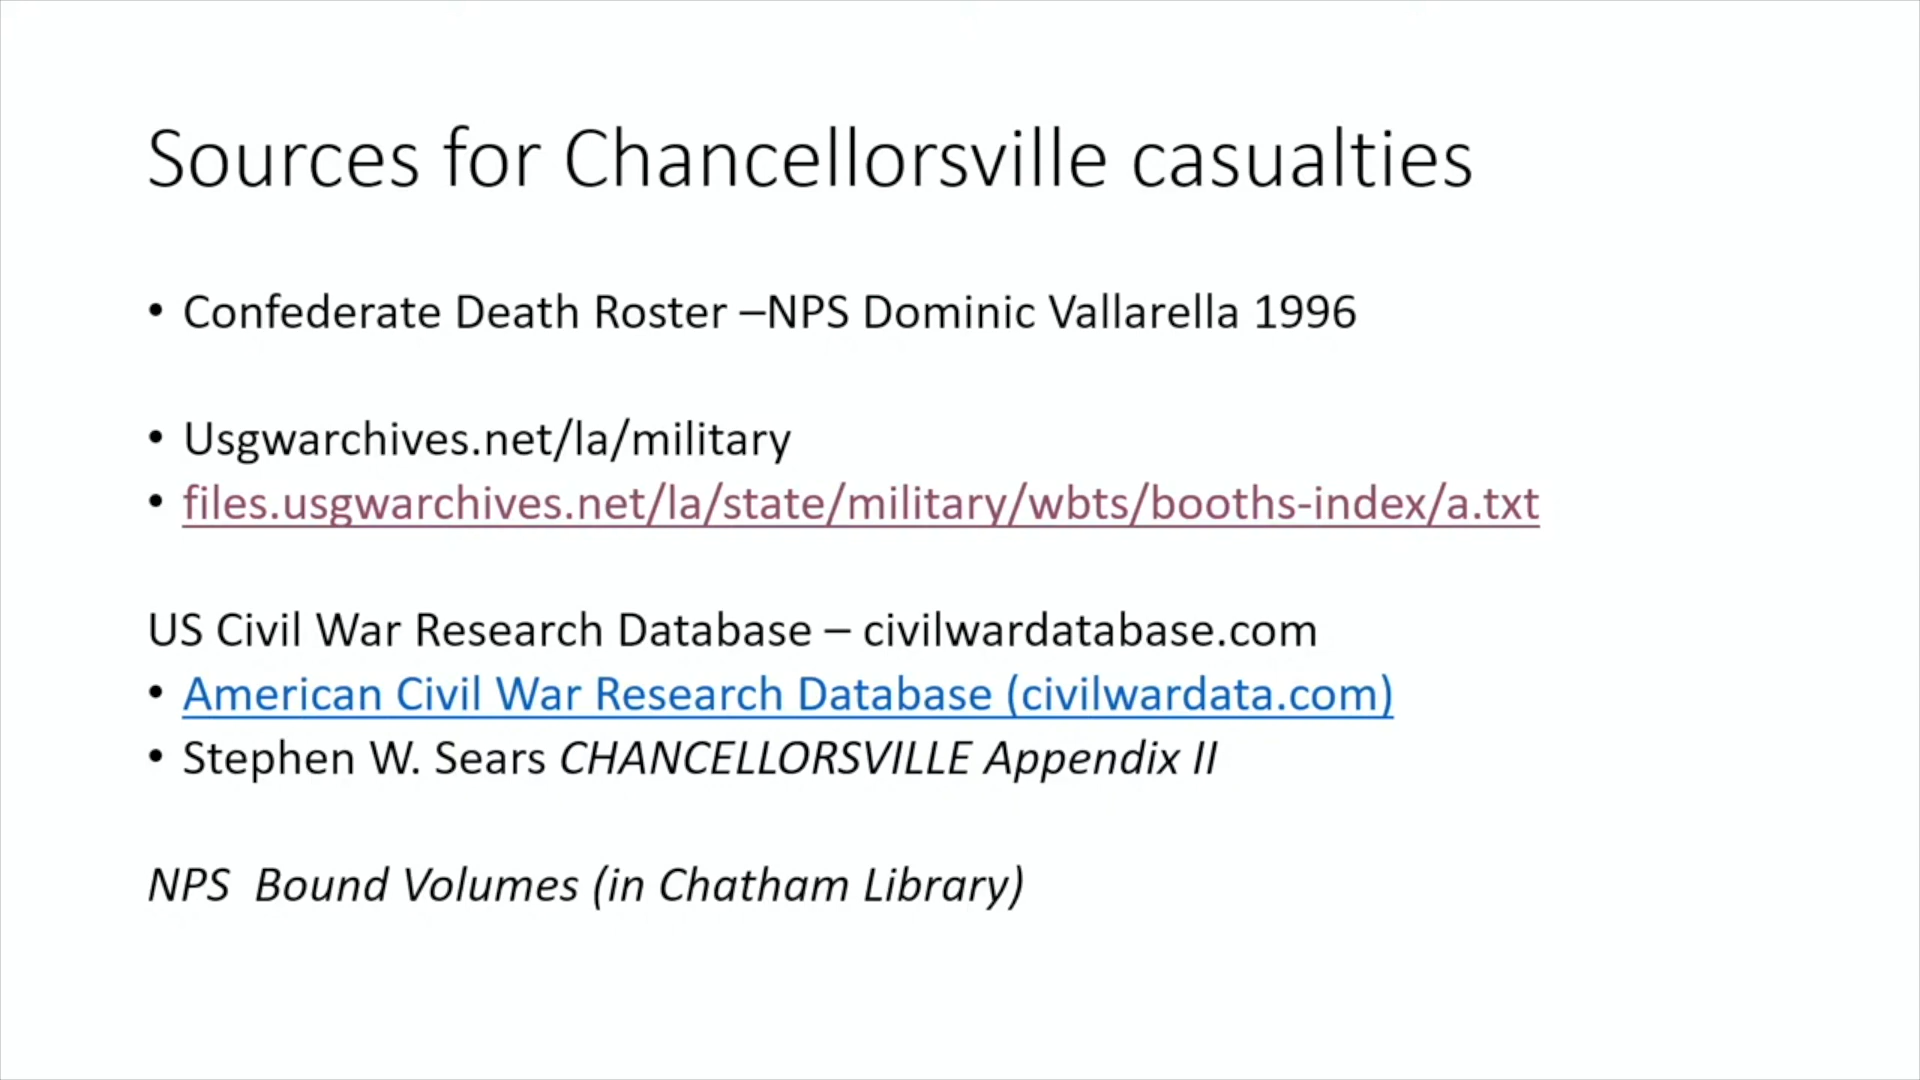 Sources for Chancellorsville casualties
• Confederate Death Roster –NPS Dominic Vallarella 1996
• Usgwarchives.net/la/military
• files.usgwarchives.net/la/state/military/wbts/booths-index/a.txt
US Civil War Research Database – civilwardatabase.com
• American Civil War Research Database (civilwardata.com)
• Stephen W. Sears CHANCELLORSVILLE Appendix II
NPS  Bound Volumes (in Chatham Library)